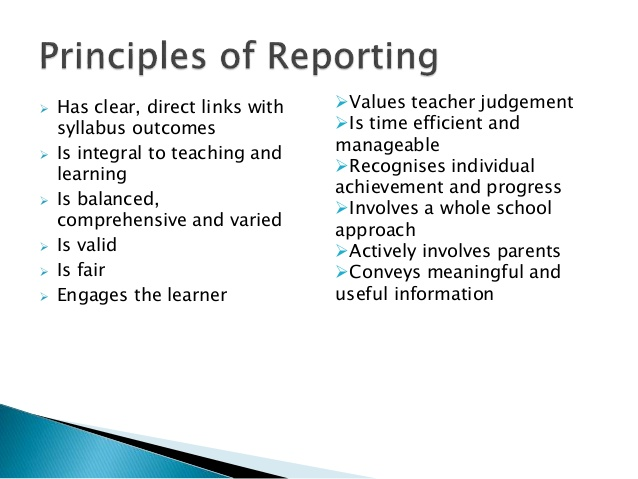 Principles of Reporting
Has clear, direct links with
syllabus outcomes
Is integral to teaching and
learning
Is balanced,
comprehensive and varied
Is valid
Is fair
Engages the learner
Values teacher judgement
Is time efficient and
manageable
Recognises individual
achievement and progress
Involves a whole school
approach
Actively involves parents
Conveys meaningful and
useful information